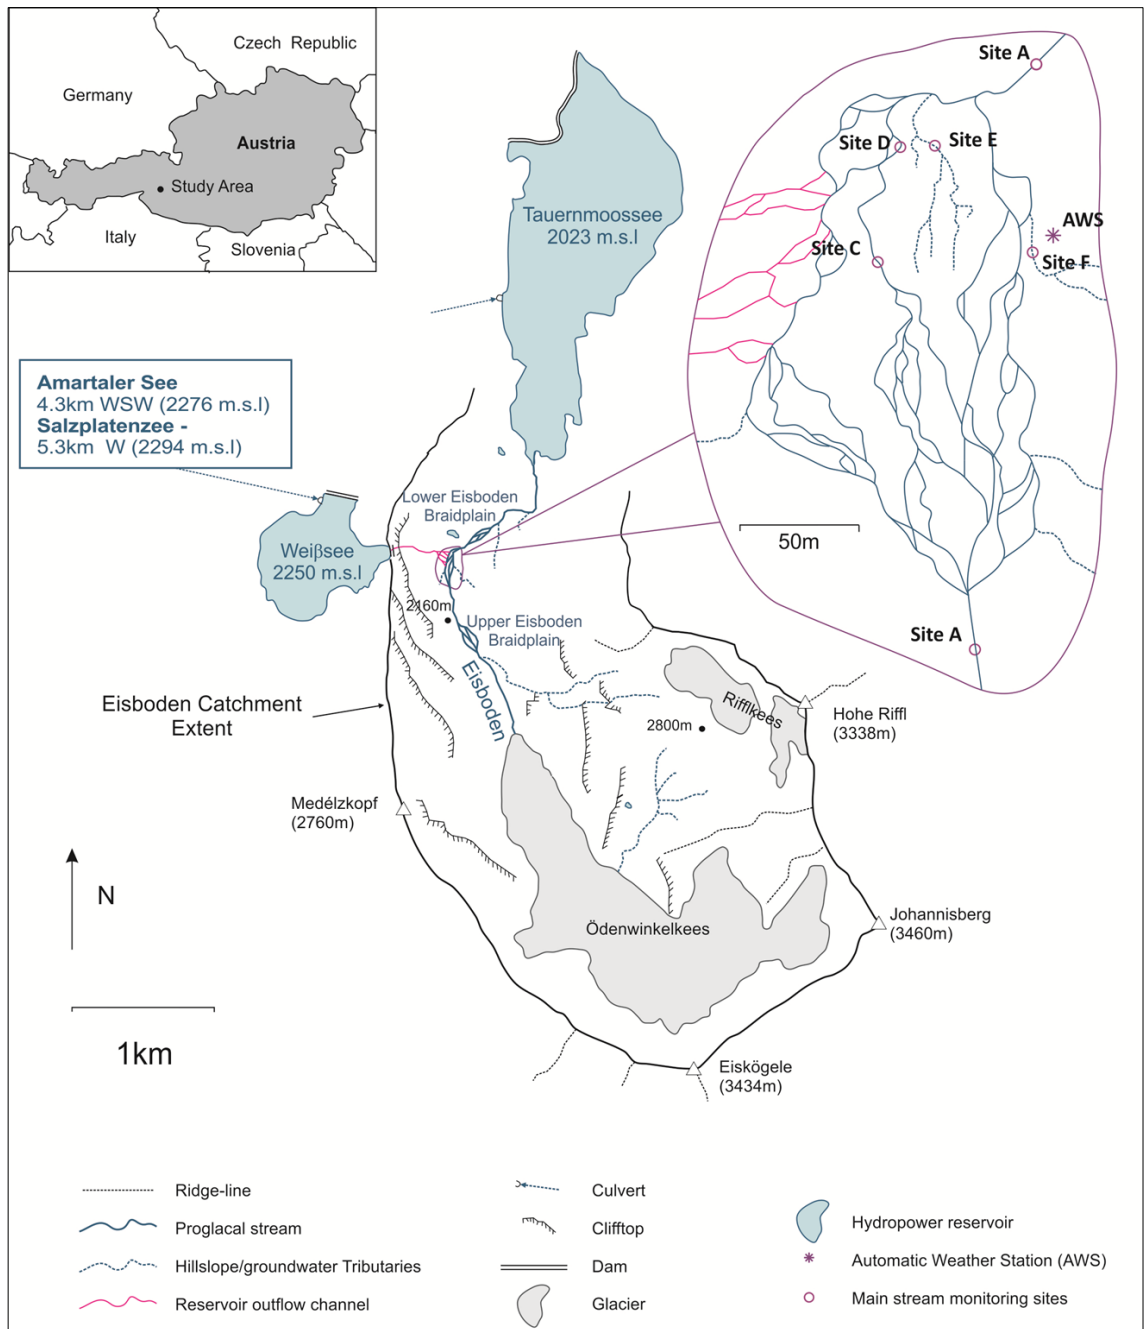 Czech Republic
Germany
Austria
Study Area
Italy
Slovenia
Tauernmoossee
2023 m.s.l
Site A
Site D
Site E
AWS
Site C
Site F
50m
Site A
Amartaler See
4.3km WSW (2276 m.s.l)
Salzplatenzee -
5.3km W (2294 m.s.l)
Lower Eisboden
Braidplain
Weiβsee
2250 m.s.l
2160m
Upper Eisboden
Braidplain
Eisboden
Eisboden Catchment
Extent
Rifflkees
2800m
Hohe Riffl
(3338m)
Medélzkopf
(2760m)
N
Ödenwinkelkees
Johannisberg
(3460m)
1km
Eiskögele
(3434m)
Ridge-line
Proglacal stream
Hillslope/groundwater Tributaries
Reservoir outflow channel
Culvert
Clifftop
Dam
Glacier
Hydropower reservoir
Automatic Weather Station (AWS)
Main stream monitoring sites